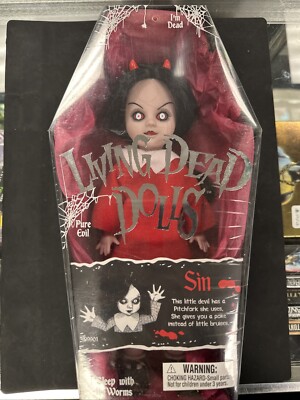 I'm
Dead
LIVING DEAD
DOLLS
Pure
Evil
Sin
This little devil has a
Pitchfork she uses,
She gives you a poke
instead of little bruises.
Sleep with
Worms
WARNING:
CHOKING HAZARD-Small parts
Not for children under 3 years.